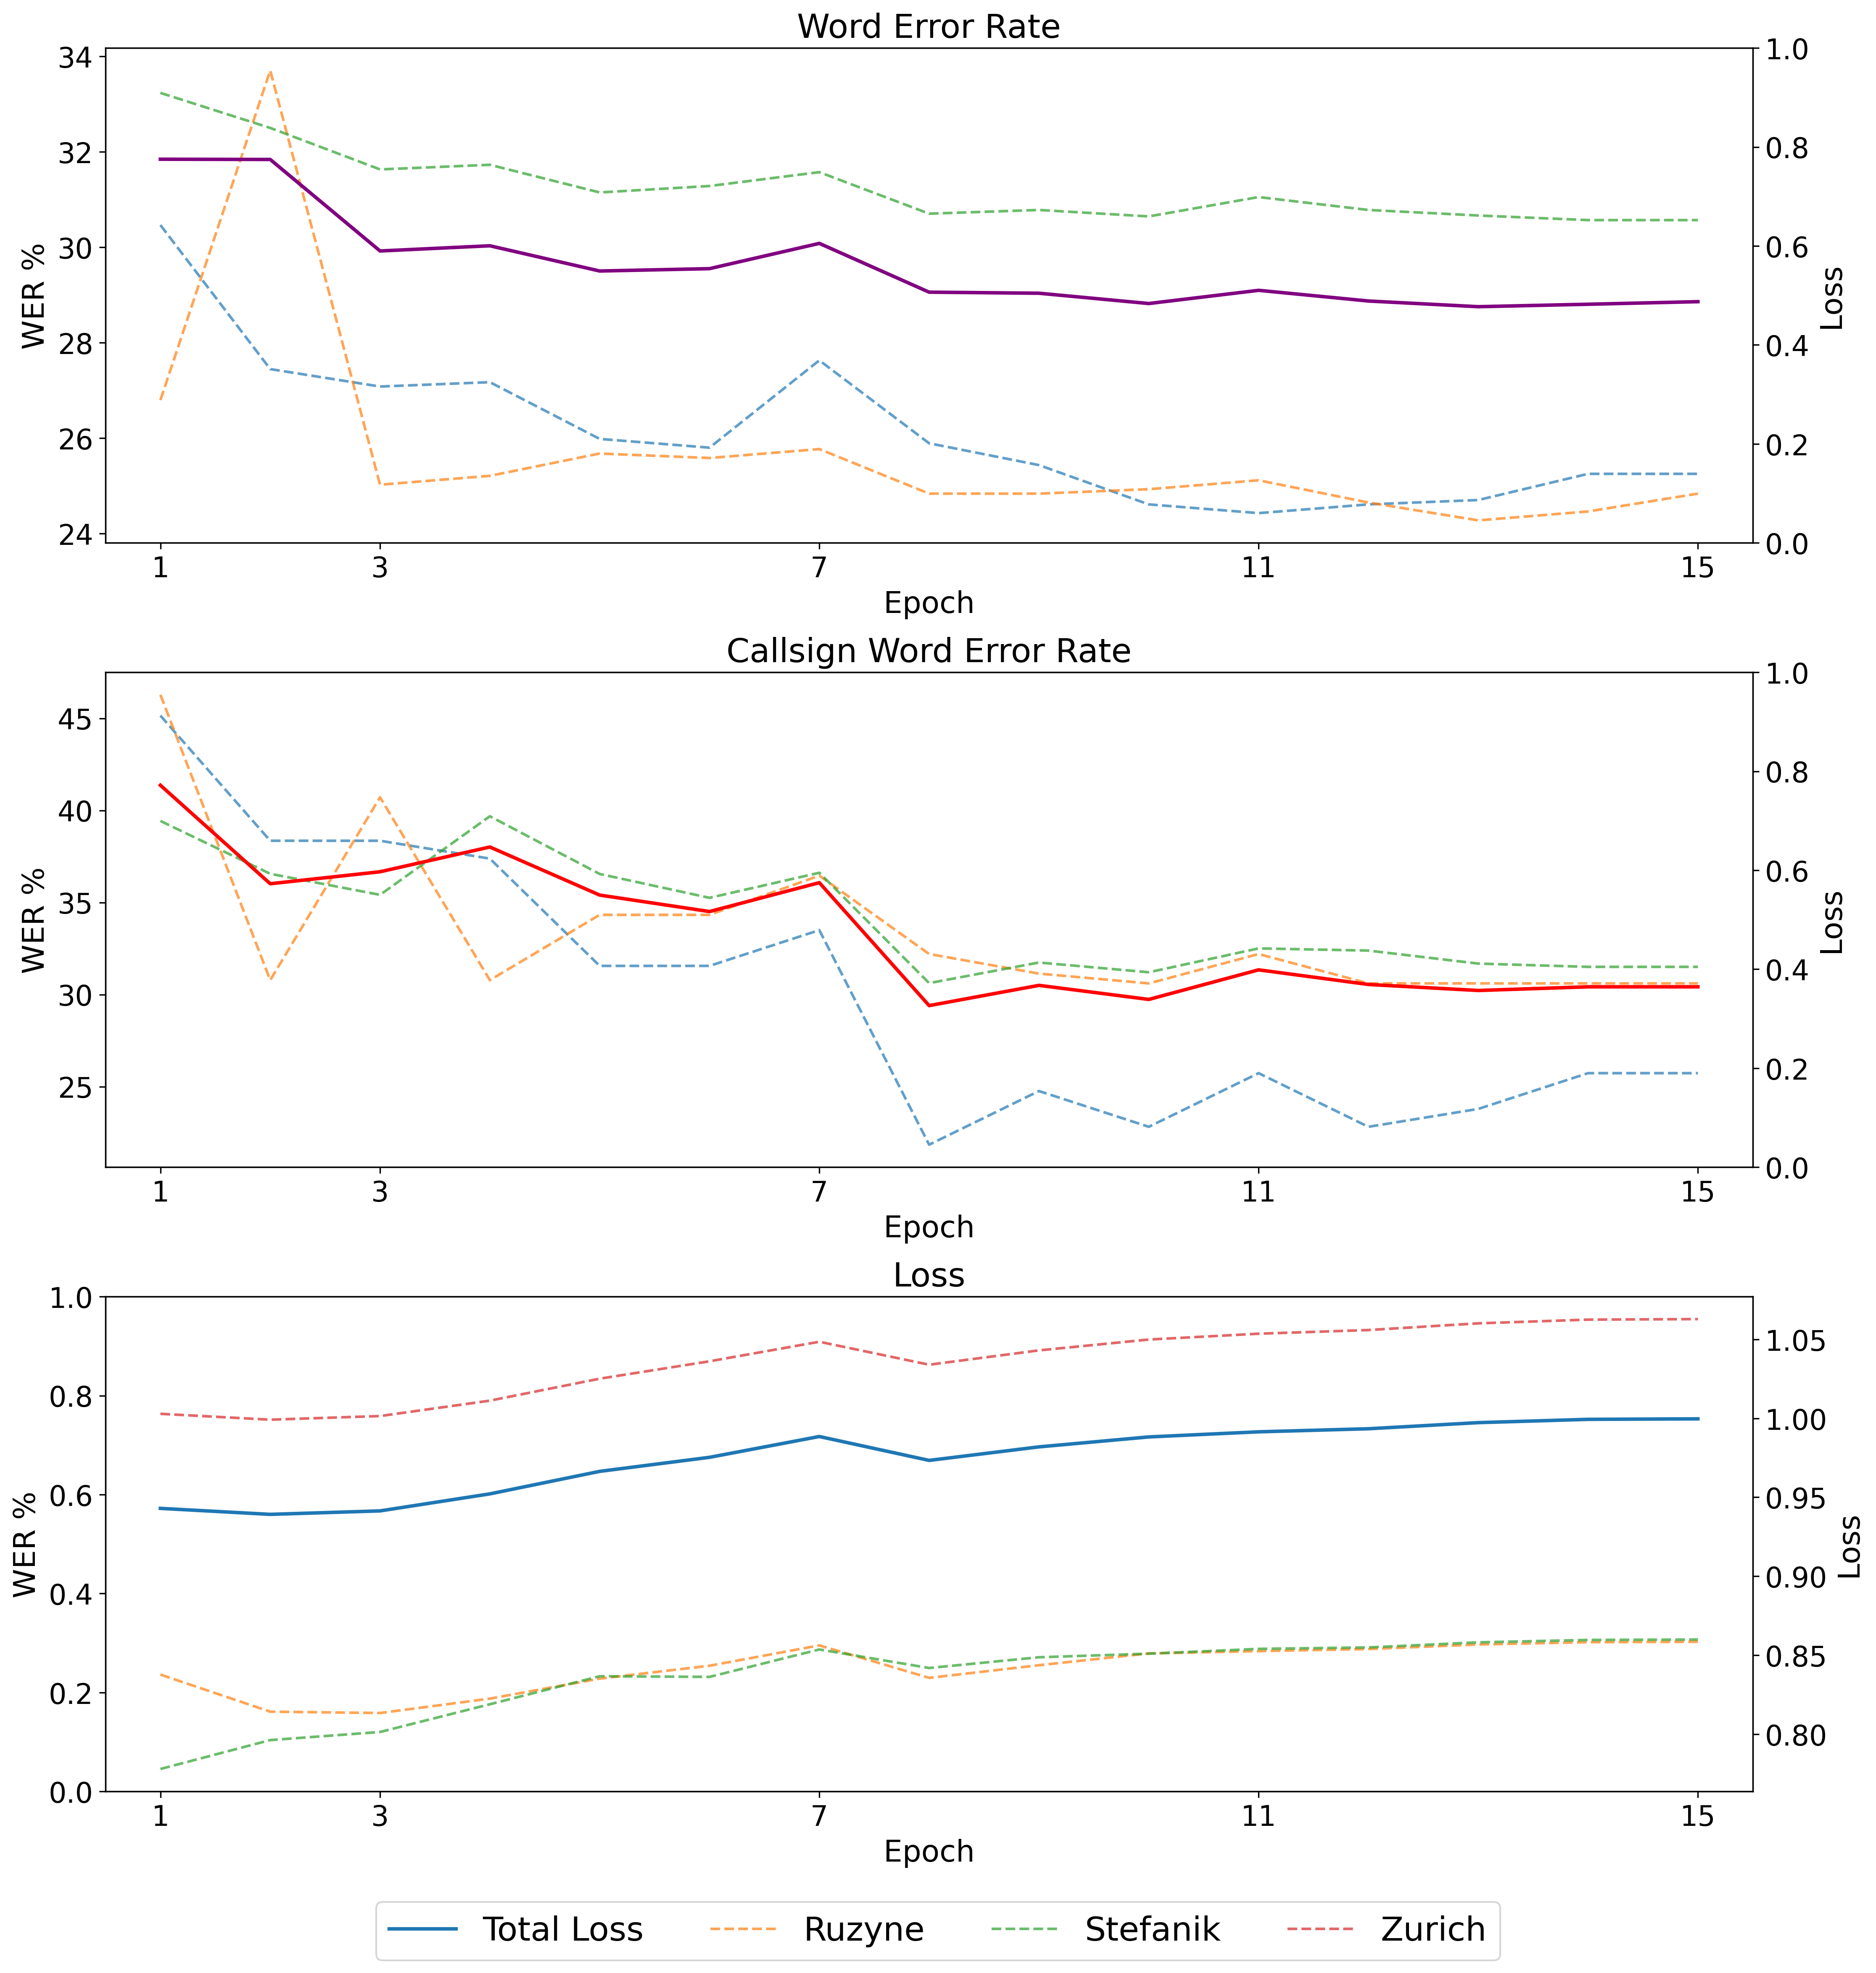 Word Error Rate
34
32
30
28
26
24
WER %
1.0
0.8
0.6
0.4
0.2
0.0
Loss
1 3 7 11 15
Epoch
Callsign Word Error Rate
45
40
35
30
25
WER %
1.0
0.8
0.6
0.4
0.2
0.0
Loss
1 3 7 11 15
Epoch
Loss
1.0
0.8
0.6
0.4
0.2
0.0
WER %
1.05
1.00
0.95
0.90
0.85
0.80
Loss
1 3 7 11 15
Epoch
Total Loss Ruzyne Stefanik Zurich